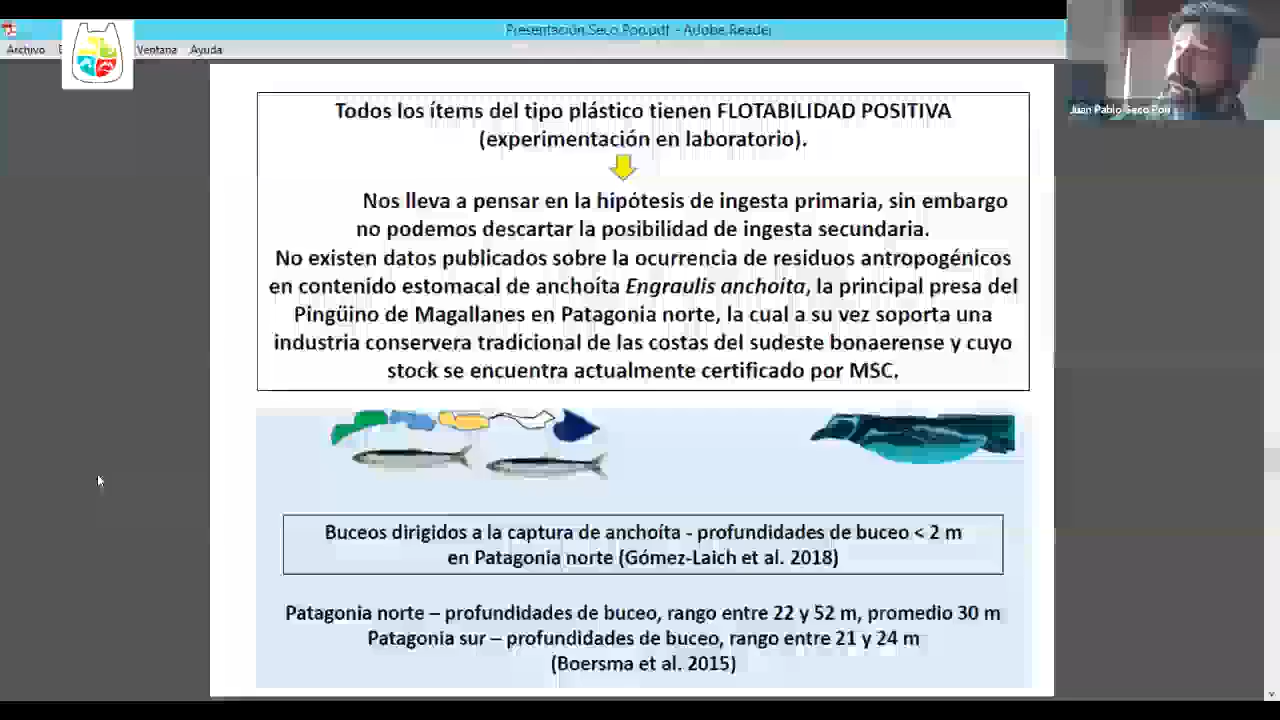 Presentación Seco Pon.pdf - Adobe Reader
Archivo
Ventana Ayuda
Juan Pablo Seco Pon
Todos los ítems del tipo plástico tienen FLOTABILIDAD POSITIVA
(experimentación en laboratorio).
Nos lleva a pensar en la hipótesis de ingesta primaria, sin embargo
no podemos descartar la posibilidad de ingesta secundaria.
No existen datos publicados sobre la ocurrencia de residuos antropogénicos
en contenido estomacal de anchoíta Engraulis anchoita, la principal presa del
Pingüino de Magallanes en Patagonia norte, la cual a su vez soporta una
industria conservera tradicional de las costas del sudeste bonaerense y cuyo
stock se encuentra actualmente certificado por MSC.
Buceos dirigidos a la captura de anchoíta - profundidades de buceo < 2 m
en Patagonia norte (Gómez-Laich et al. 2018)
Patagonia norte – profundidades de buceo, rango entre 22 y 52 m, promedio 30 m
Patagonia sur – profundidades de buceo, rango entre 21 y 24 m
(Boersma et al. 2015)